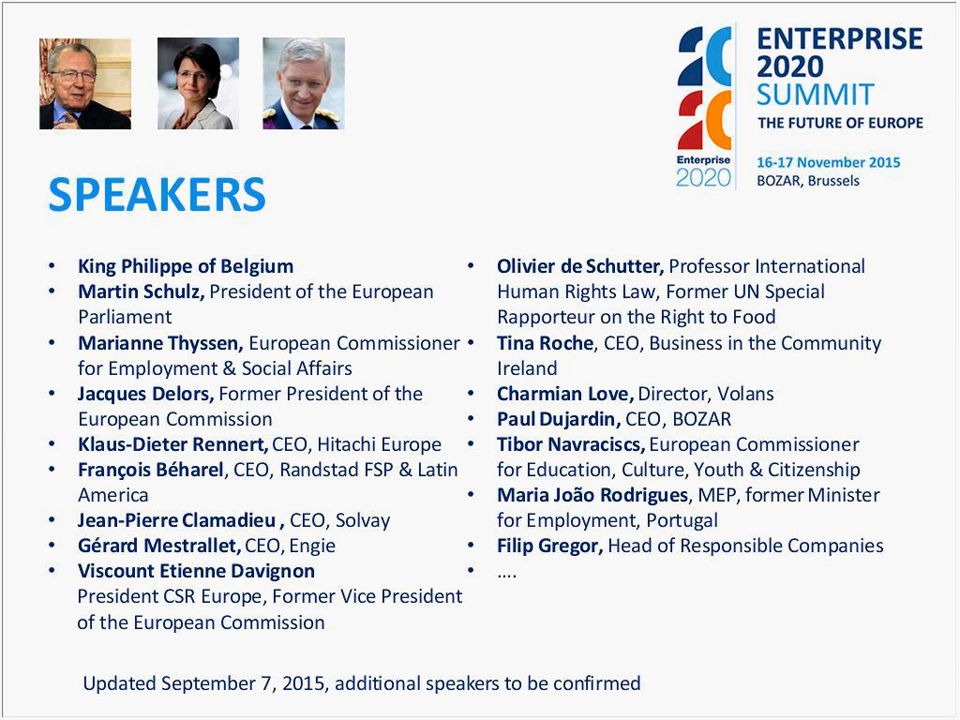 ENTERPRISE
2020
SUMMIT
THE FUTURE OF EUROPE
20
20
Enterprise
2020
16-17 November 2015
BOZAR, Brussels
SPEAKERS
• King Philippe of Belgium
• Martin Schulz, President of the European
Parliament
• Marianne Thyssen, European Commissioner
for Employment & Social Affairs
• Jacques Delors, Former President of the
European Commission
• Klaus-Dieter Rennert, CEO, Hitachi Europe
• François Béharel, CEO, Randstad FSP & Latin
America
• Jean-Pierre Clamadieu , CEO, Solvay
• Gérard Mestrallet, CEO, Engie
• Viscount Etienne Davignon
President CSR Europe, Former Vice President
of the European Commission
• Olivier de Schutter, Professor International
Human Rights Law, Former UN Special
Rapporteur on the Right to Food
• Tina Roche, CEO, Business in the Community
Ireland
• Charmian Love, Director, Volans
• Paul Dujardin, CEO, BOZAR
• Tibor Navraciscs, European Commissioner
for Education, Culture, Youth & Citizenship
• Maria João Rodrigues, MEP, former Minister
for Employment, Portugal
• Filip Gregor, Head of Responsible Companies
• ....
Updated September 7, 2015, additional speakers to be confirmed